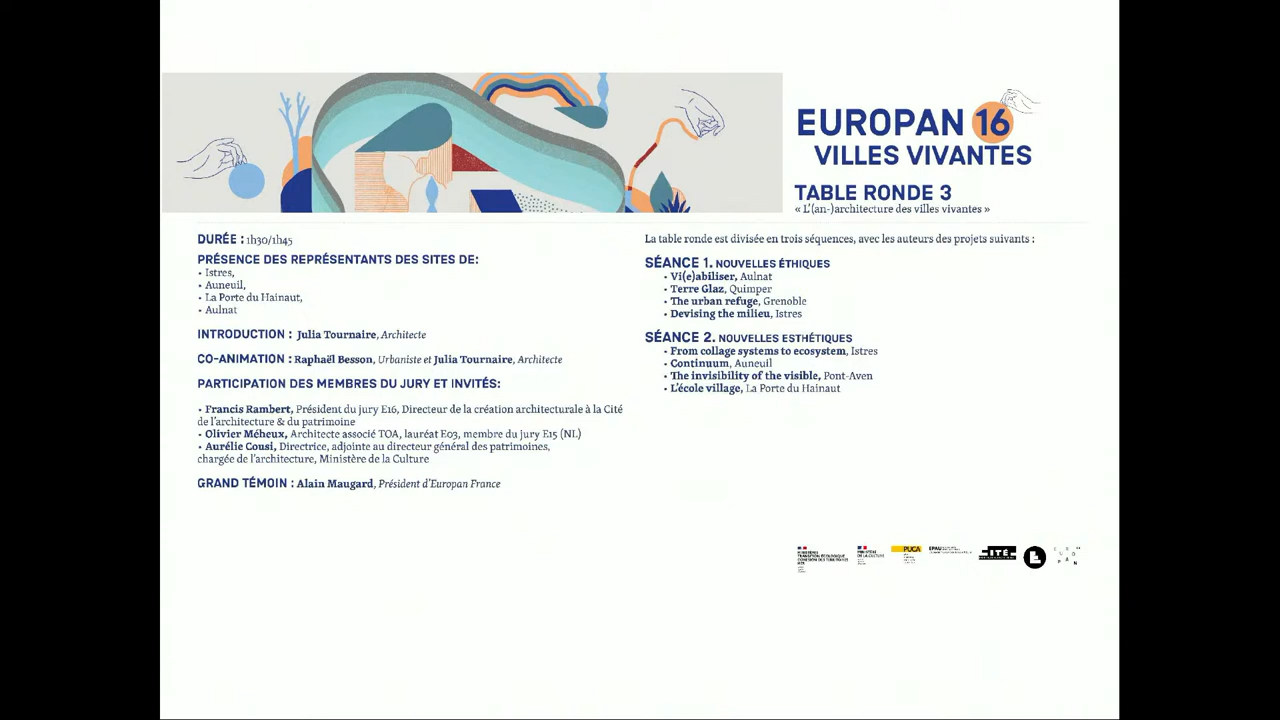 EUROPAN 16
VILLES VIVANTES
TABLE RONDE 3
« L'(an-)architecture des villes vivantes »
DURÉE : 1h30/1h45
PRÉSENCE DES REPRÉSENTANTS DES SITES DE:
• Istres,
• Auneuil,
• La Porte du Hainaut,
• Aulnat
INTRODUCTION : Julia Tournaire, Architecte
CO-ANIMATION : Raphaël Besson, Urbaniste et Julia Tournaire, Architecte
PARTICIPATION DES MEMBRES DU JURY ET INVITÉS:
• Francis Rambert, Président du jury E16, Directeur de la création architecturale à la Cité
de l'architecture & du patrimoine
• Olivier Méheux, Architecte associé TOA, lauréat E03, membre du jury E15 (NL)
• Aurélie Cousi, Directrice, adjointe au directeur général des patrimoines,
chargée de l'architecture, Ministère de la Culture
GRAND TÉMOIN : Alain Maugard, Président d'Europan France
La table ronde est divisée en trois séquences, avec les auteurs des projets suivants :
SÉANCE 1. NOUVELLES ÉTHIQUES
• Vi(e)abiliser, Aulnat
• Terre Glaz, Quimper
• The urban refuge, Grenoble
• Devising the milieu, Istres
SÉANCE 2. NOUVELLES ESTHÉTIQUES
• From collage systems to ecosystem, Istres
• Continuum, Auneuil
• The invisibility of the visible, Pont-Aven
• L'école village, La Porte du Hainaut
MINISTÈRE
DE LA CULTURE
PUCA
EPAU
CITÉ
EUROPAN